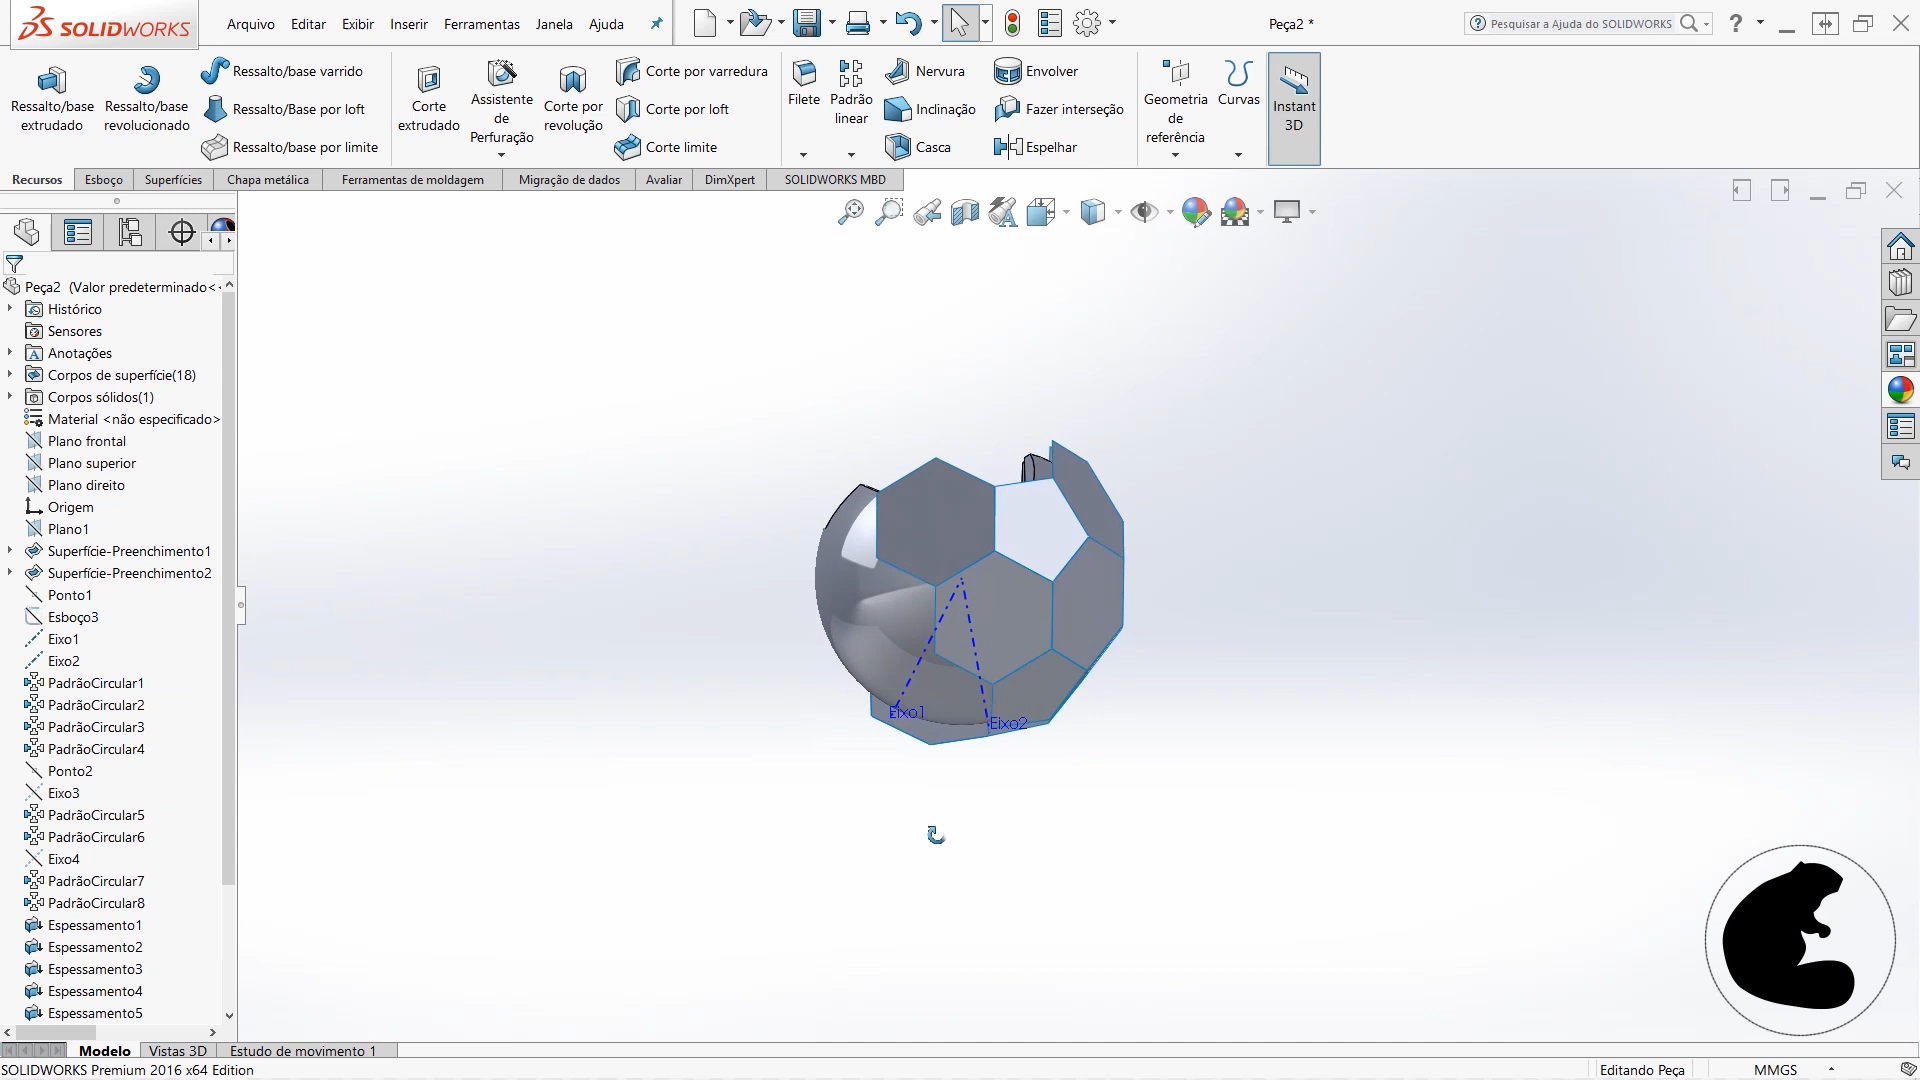 SOLIDWORKS
Arquivo Editar Exibir Inserir Ferramentas Janela Ajuda
Peça2 *
Pesquisar a Ajuda do SOLIDWORKS
Ressalto/base extrudado
Ressalto/base revolucionado
Ressalto/base varrido
Ressalto/Base por loft
Ressalto/base por limite
Corte extrudado
Assistente de Perfuração
Corte por revolução
Corte por varredura
Corte por loft
Corte limite
Filete
Padrão linear
Nervura
Inclinação
Casca
Envolver
Fazer interseção
Espelhar
Geometria de referência
Curvas
Instant 3D
Recursos Esboço Superfícies Chapa metálica Ferramentas de moldagem Migração de dados Avaliar DimXpert SOLIDWORKS MBD
Peça2 (Valor predeterminado<
Histórico
Sensores
Anotações
Corpos de superfície(18)
Corpos sólidos(1)
Material <não especificado>
Plano frontal
Plano superior
Plano direito
Origem
Plano1
Superfície-Preenchimento1
Superfície-Preenchimento2
Ponto1
Esboço3
Eixo1
Eixo2
PadrãoCircular1
PadrãoCircular2
PadrãoCircular3
PadrãoCircular4
Ponto2
Eixo3
PadrãoCircular5
PadrãoCircular6
Eixo4
PadrãoCircular7
PadrãoCircular8
Espessamento1
Espessamento2
Espessamento3
Espessamento4
Espessamento5
Eixo1
Eixo2
Modelo Vistas 3D Estudo de movimento 1
SOLIDWORKS Premium 2016 x64 Edition
Editando Peça
MMGS